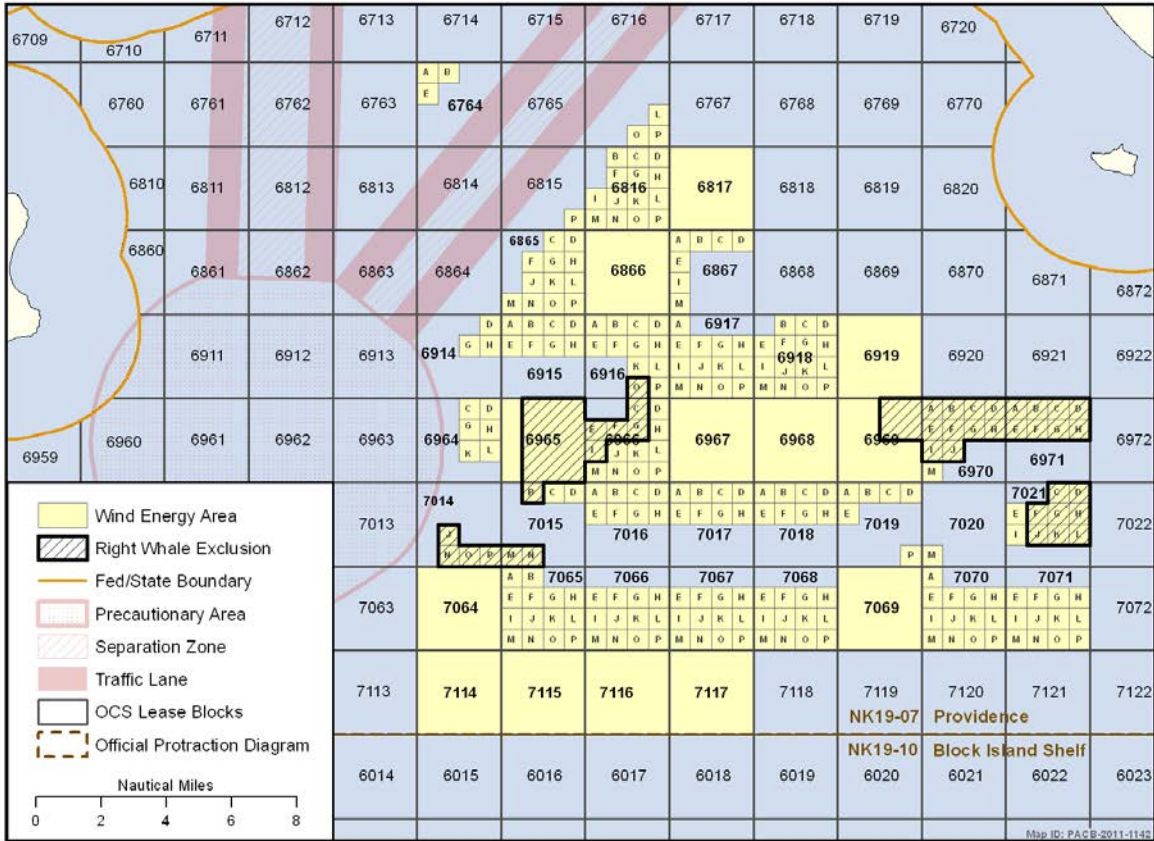 6712 6713 6714 6715 6716 6717 6718 6719 6720
6709 6710 6711
A B
E
6760 6761 6762 6763 6764 6765 6767 6768 6769 6770
L
O P
B C D
F G H
6810 6811 6812 6813 6814 6815 6816 6817 6818 6819 6820
I J K L
P M N O P
6865 C D A B C D
6860 F G H E
6861 6862 6863 6864 6866 6867 6868 6869 6870 6871 6872
J K L I
M N O P M
D A B C D A B C D A 6917 B C D
6914 G H E F G H E F G H E F G H E F G H
6911 6912 6913 6915 6916 6918 6919 6920 6921 6922
K L I J K L I J K L
O P M N O P M N O P
C D C D A B C D A B C D
G H E F G H E F G H E F G H
6959 6960 6961 6962 6963 6964 6965 6966 6967 6968 6969 6972
K L I J K L I J
M N O P M 6970 6971
7014 B C D A B C D A B C D A B C D A B C D 7021 C D
E F G H E F G H E F G H E E F G H
7013 7015 7016 7017 7018 7019 7020 7022
J I J K L
N O P M N P M
A B 7065 7066 7067 7068 A 7070 7071
E F G H E F G H E F G H E F G H E F G H E F G H
7063 7064 I J K L I J K L I J K L I J K L 7069 I J K L I J K L 7072
M N O P M N O P M N O P M N O P M N O P M N O P
7113 7114 7115 7116 7117 7118 7119 7120 7121 7122
NK19-07 Providence
NK19-10 Block Island Shelf
6014 6015 6016 6017 6018 6019 6020 6021 6022 6023
Wind Energy Area
Right Whale Exclusion
Fed/State Boundary
Precautionary Area
Separation Zone
Traffic Lane
OCS Lease Blocks
Official Protraction Diagram
Nautical Miles
0 2 4 6 8
Map ID: PACB-2011-1142